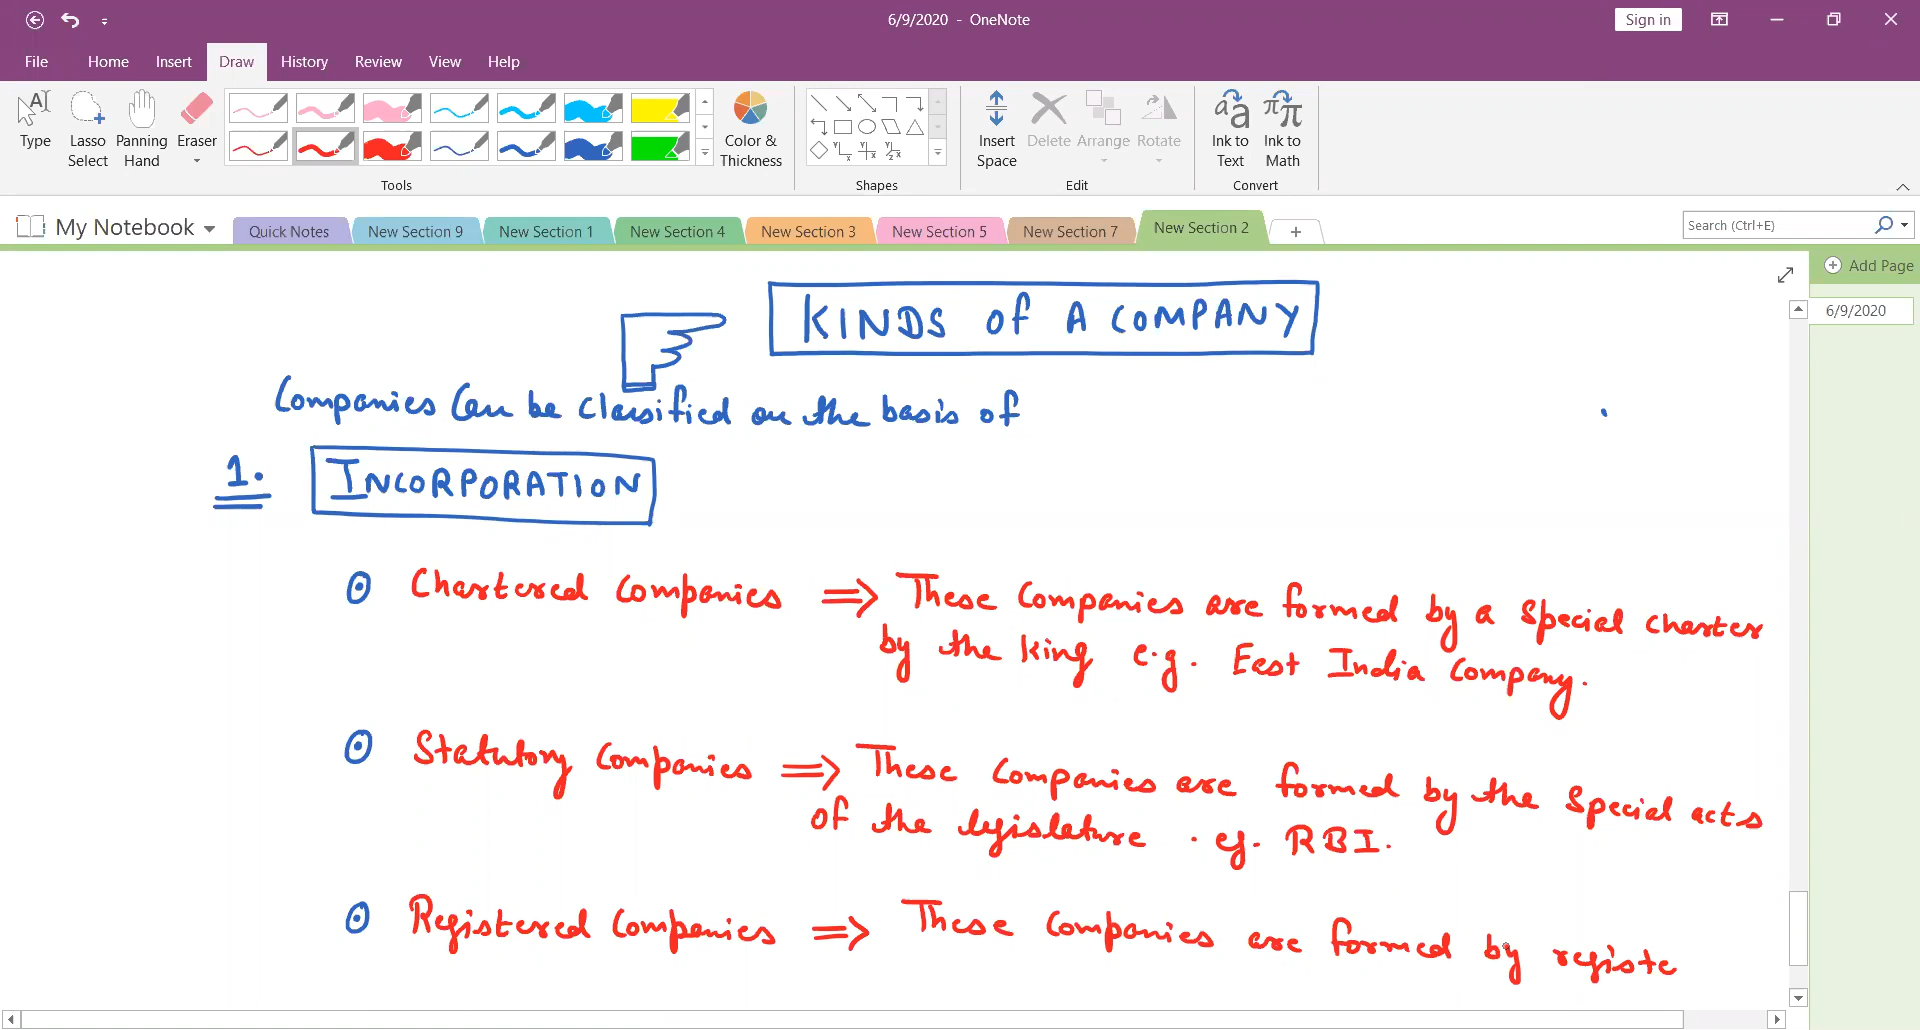 6/9/2020 - OneNote
Sign in
File Home Insert Draw History Review View Help
Type
Lasso Select
Panning Hand
Eraser
Color & Thickness
Insert Space
Delete
Arrange
Rotate
Ink to Text
Ink to Math
Tools Shapes Edit Convert
My Notebook
Quick Notes New Section 9 New Section 1 New Section 4 New Section 3 New Section 5 New Section 7 New Section 2 +
Search (Ctrl+E)
Add Page
6/9/2020
KINDS of A COMPANY
Companies Can be classified on the basis of
1. INCORPORATION
Chartered Companies ⇒ These Companies are formed by a special charter
by the king e.g. East India Company.
Statutory Companies ⇒ These Companies are formed by the special acts
of the legislature. eg. RBI.
Registered Companies ⇒ These Companies are formed by registe